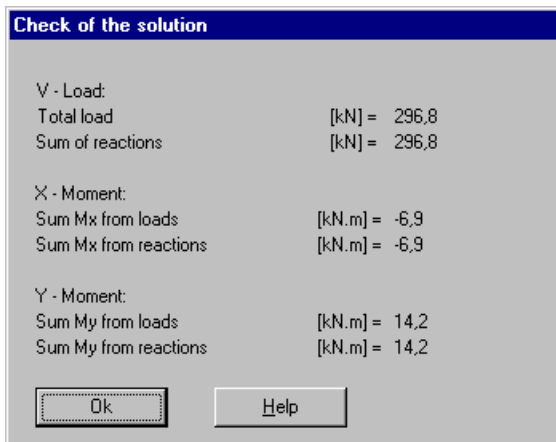 Check of the solution
V - Load:
Total load [kN] = 296,8
Sum of reactions [kN] = 296,8
X - Moment:
Sum Mx from loads [kN.m] = -6,9
Sum Mx from reactions [kN.m] = -6,9
Y - Moment:
Sum My from loads [kN.m] = 14,2
Sum My from reactions [kN.m] = 14,2
Ok Help